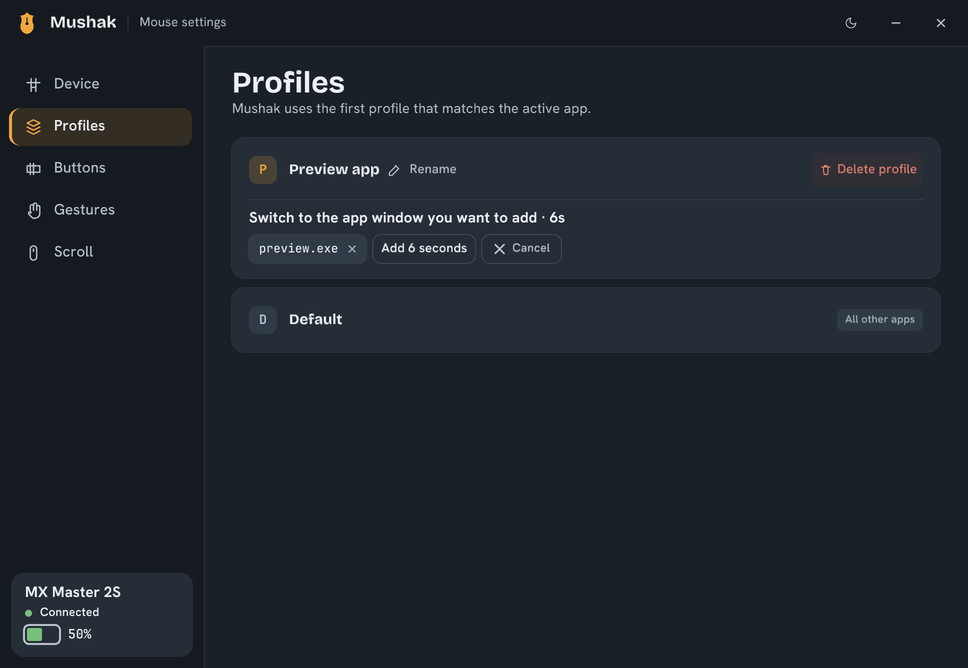 Mushak | Mouse settings
Device
Profiles
Buttons
Gestures
Scroll
MX Master 2S
Connected
50%
Profiles
Mushak uses the first profile that matches the active app.
P Preview app Rename Delete profile
Switch to the app window you want to add · 6s
preview.exe × Add 6 seconds Cancel
D Default All other apps